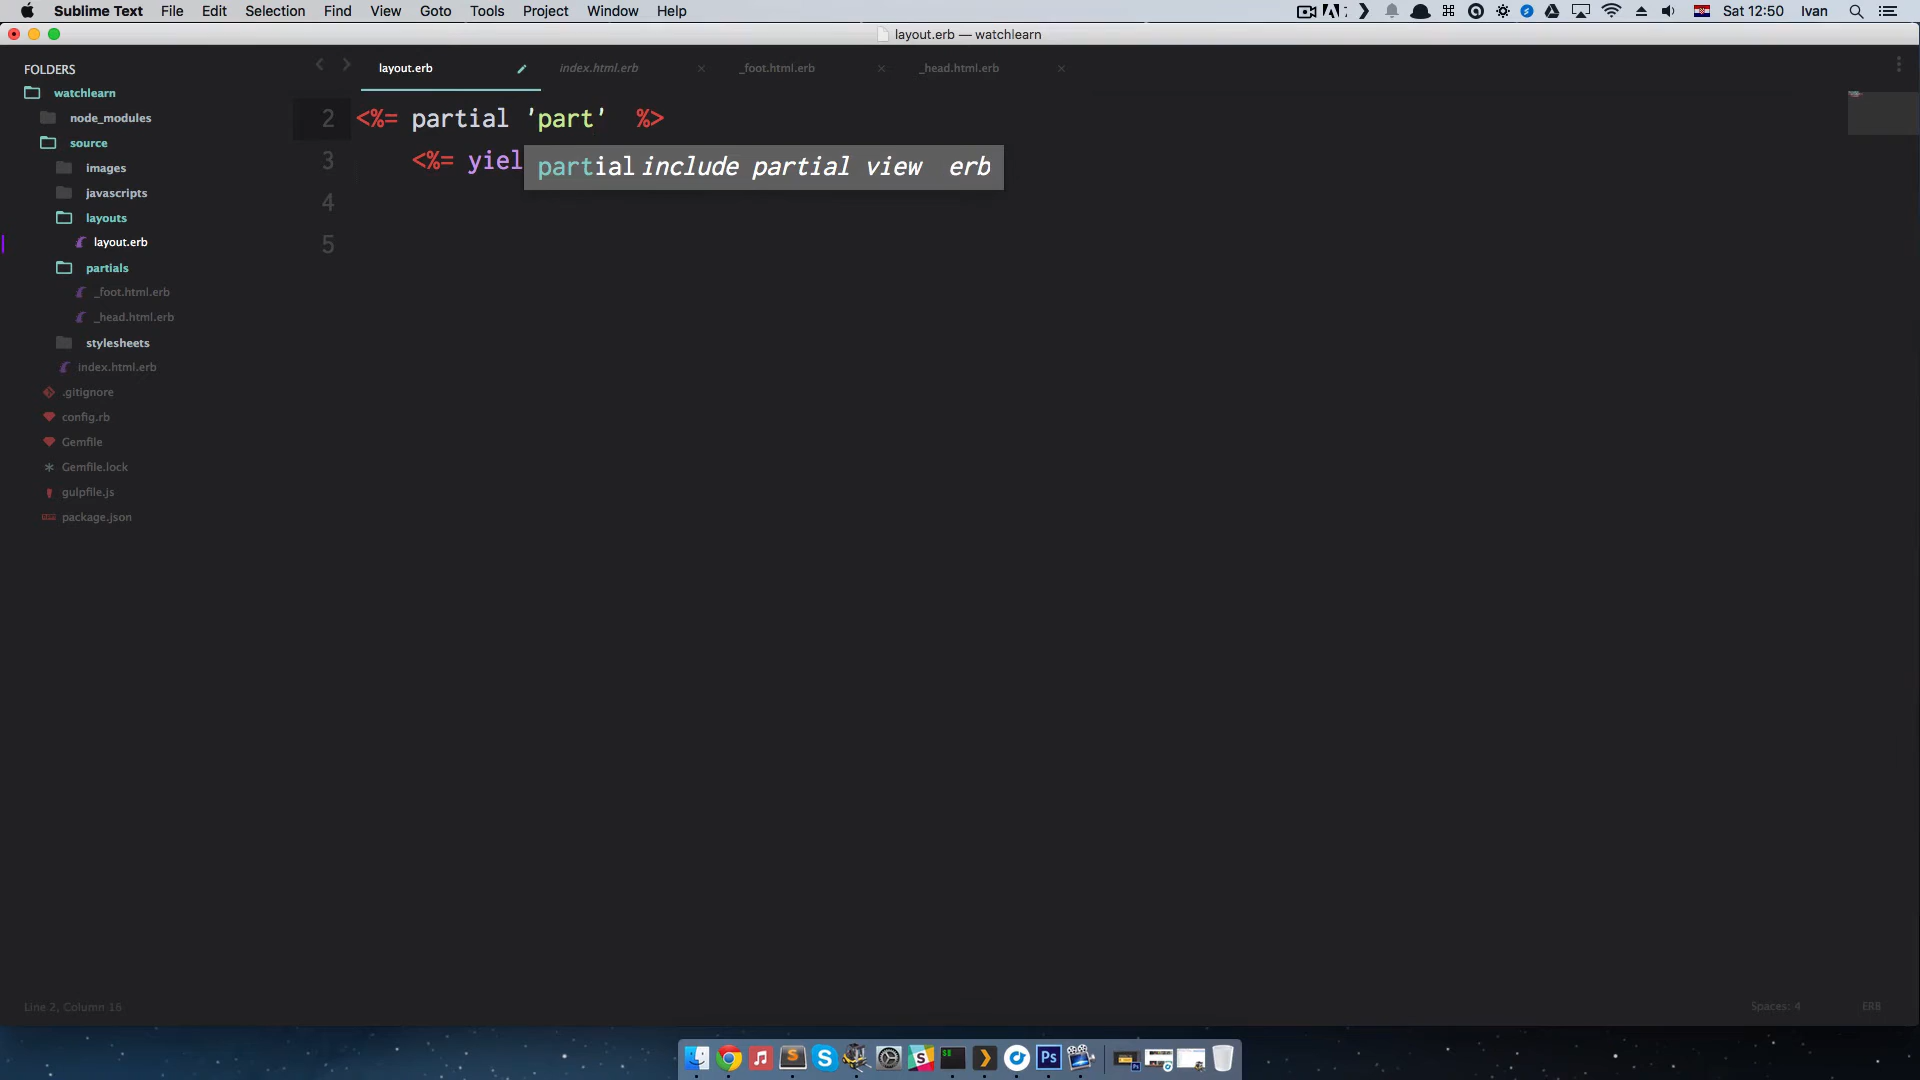 Sublime Text File Edit Selection Find View Goto Tools Project Window Help Sat 12:50 Ivan
layout.erb — watchlearn
FOLDERS
watchlearn
node_modules
source
images
javascripts
layouts
layout.erb
partials
_foot.html.erb
_head.html.erb
stylesheets
index.html.erb
.gitignore
config.rb
Gemfile
Gemfile.lock
gulpfile.js
package.json
layout.erb index.html.erb _foot.html.erb _head.html.erb
2 <%= partial 'part' %>
3 <%= yiel
partial include partial view erb
4
5
Line 2, Column 16 Spaces: 4 ERB